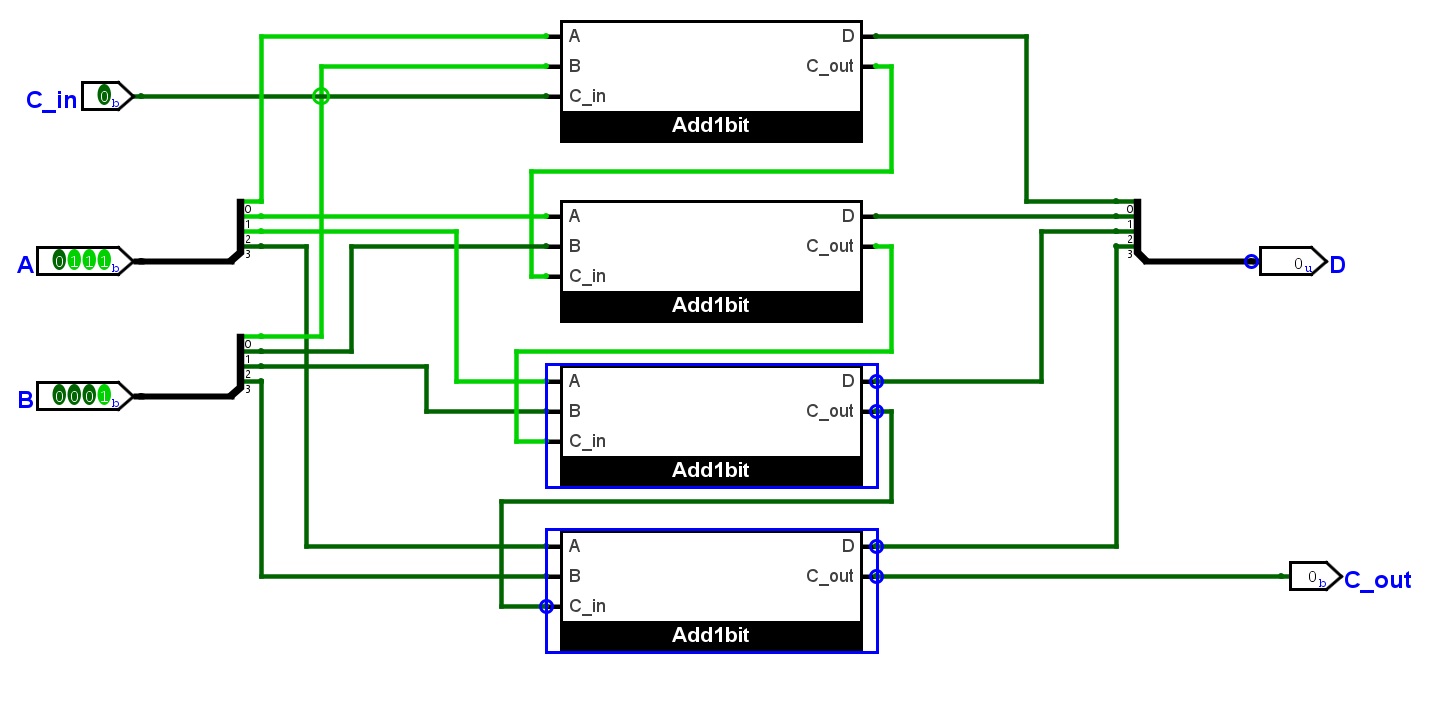 A D
B C_out
C_in
Add1bit
C_in 0b
A D
B C_out
C_in
Add1bit
0
1
2
3
A 0111b
0
1
2
3
B 0001b
A D
B C_out
C_in
Add1bit
A D
B C_out
C_in
Add1bit
0
1
2
3
0u D
0b C_out